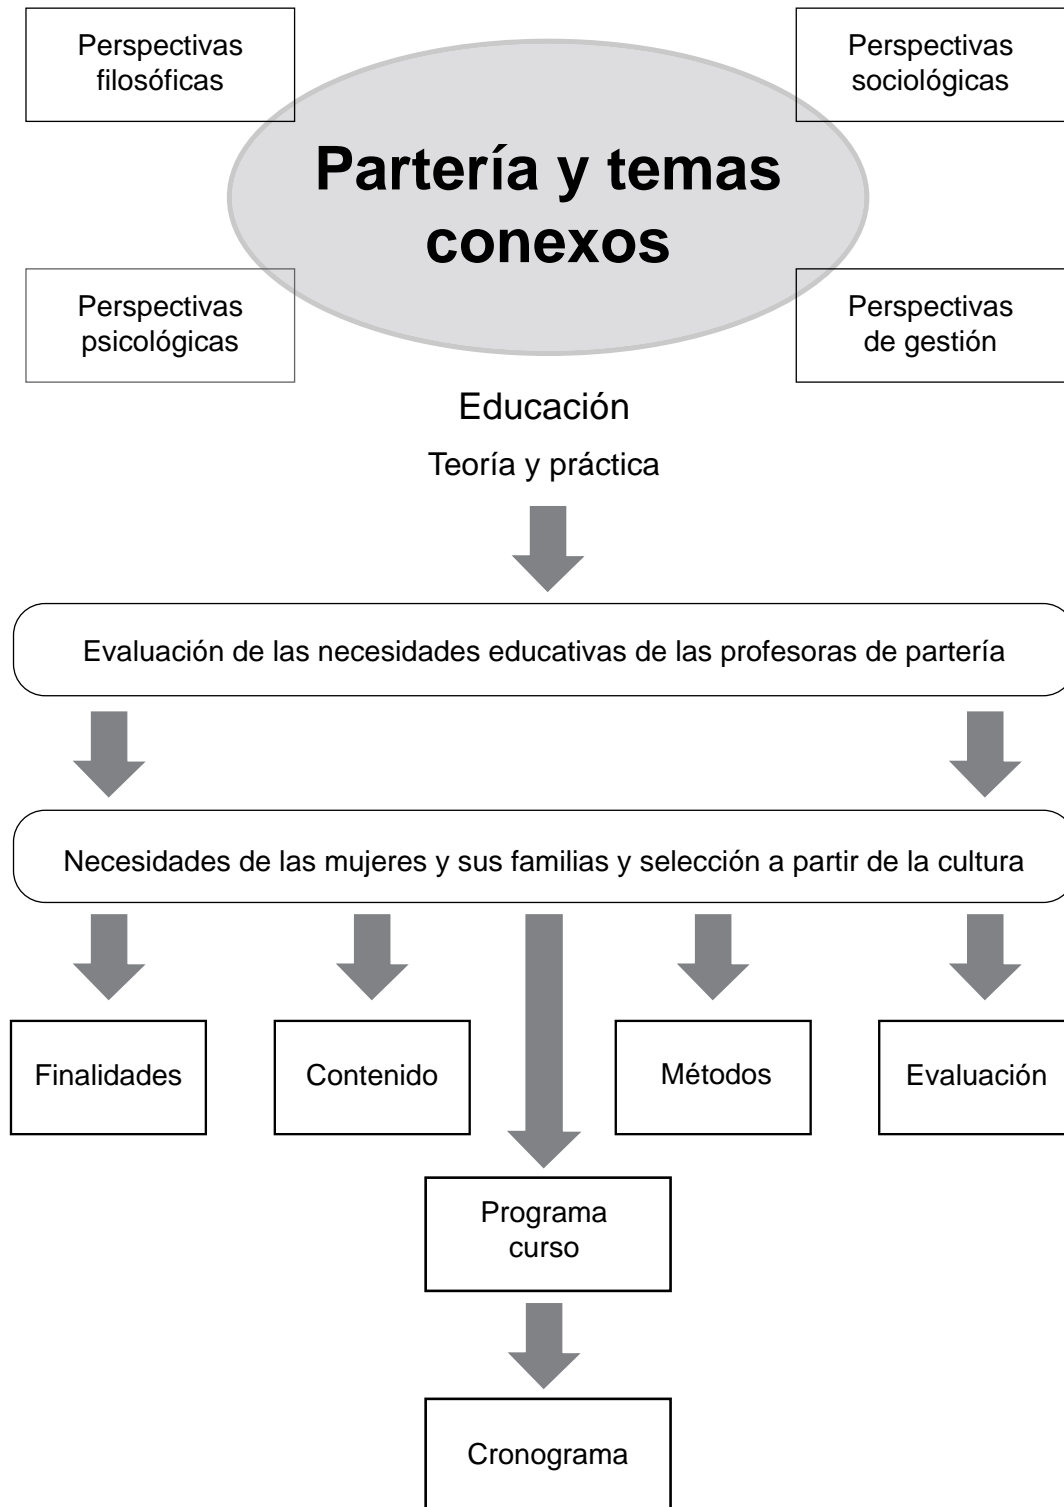 Perspectivas
filosóficas
Perspectivas
sociológicas
Partería y temas
conexos
Perspectivas
psicológicas
Perspectivas
de gestión
Educación
Teoría y práctica
Evaluación de las necesidades educativas de las profesoras de partería
Necesidades de las mujeres y sus familias y selección a partir de la cultura
Finalidades
Contenido
Métodos
Evaluación
Programa
curso
Cronograma